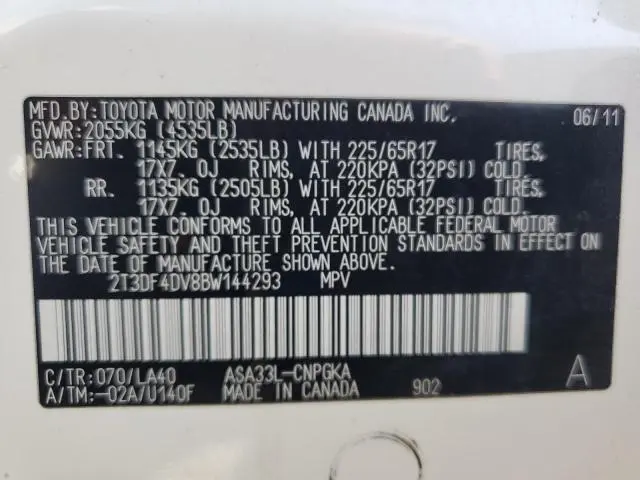 MFD.BY:TOYOTA MOTOR MANUFACTURING CANADA INC. 06/11
GVWR:2055KG (4535LB)
GAWR:FRT. 1145KG (2535LB) WITH 225/65R17 TIRES,
17X7.0J RIMS, AT 220KPA (32PSI) COLD.
RR. 1135KG (2505LB) WITH 225/65R17 TIRES,
17X7.0J RIMS, AT 220KPA (32PSI) COLD.
THIS VEHICLE CONFORMS TO ALL APPLICABLE FEDERAL MOTOR
VEHICLE SAFETY AND THEFT PREVENTION STANDARDS IN EFFECT ON
THE DATE OF MANUFACTURE SHOWN ABOVE.
2T3DF4DV8BW144293 MPV
C/TR:070/LA40 ASA33L-CNPGKA
A/TM:-02A/U140F MADE IN CANADA 902 A